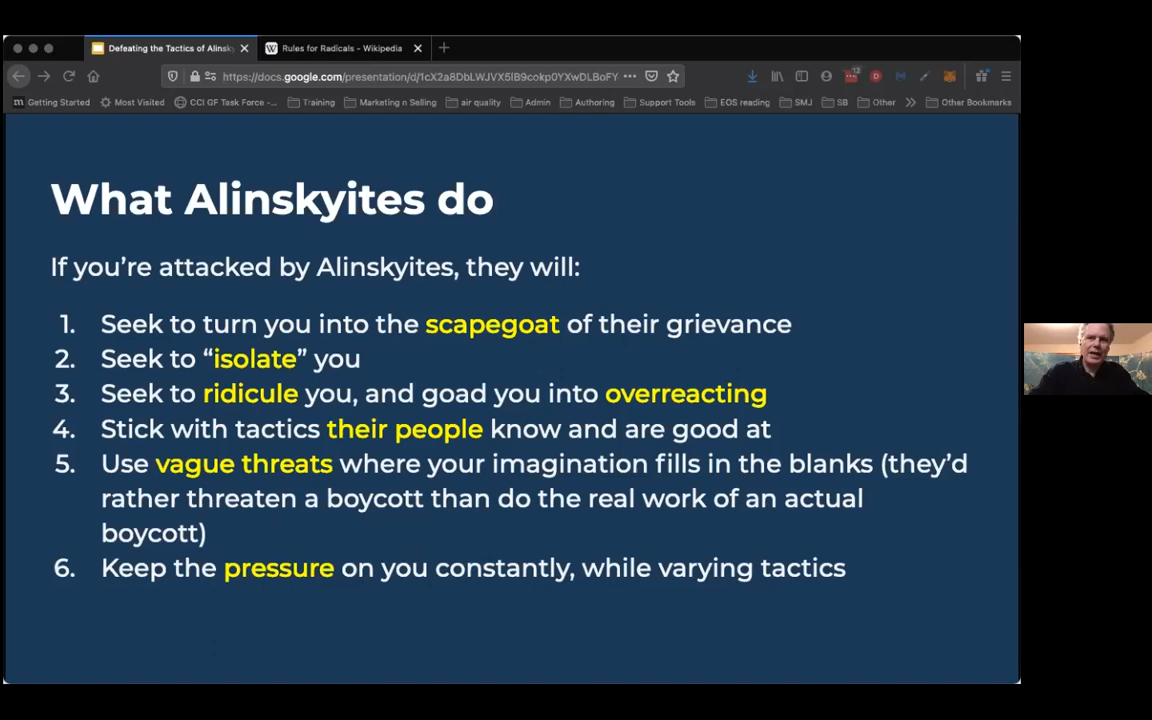 Defeating the Tactics of Alinsky
Rules for Radicals - Wikipedia
https://docs.google.com/presentation/d/1cX2a8DbLWJVX5IB9cokp0YXwDLBoFY
Getting Started
Most Visited
CCI GF Task Force -...
Training
Marketing n Selling
air quality
Admin
Authoring
Support Tools
EOS reading
SMJ
SB
Other
Other Bookmarks
What Alinskyites do
If you're attacked by Alinskyites, they will:
1. Seek to turn you into the scapegoat of their grievance
2. Seek to “isolate” you
3. Seek to ridicule you, and goad you into overreacting
4. Stick with tactics their people know and are good at
5. Use vague threats where your imagination fills in the blanks (they'd
rather threaten a boycott than do the real work of an actual
boycott)
6. Keep the pressure on you constantly, while varying tactics